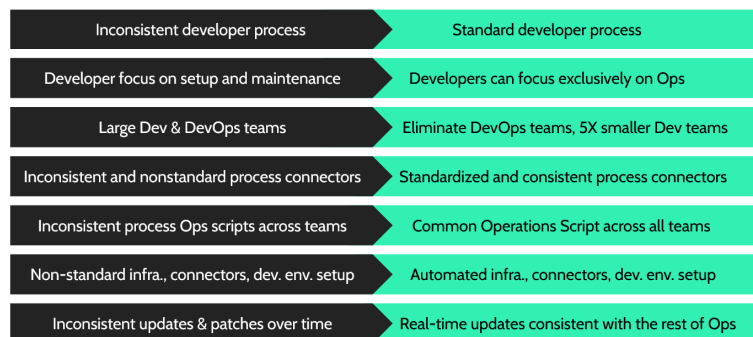 Inconsistent developer process
Standard developer process
Developer focus on setup and maintenance
Developers can focus exclusively on Ops
Large Dev & DevOps teams
Eliminate DevOps teams, 5X smaller Dev teams
Inconsistent and nonstandard process connectors
Standardized and consistent process connectors
Inconsistent process Ops scripts across teams
Common Operations Script across all teams
Non-standard infra., connectors, dev. env. setup
Automated infra., connectors, dev. env. setup
Inconsistent updates & patches over time
Real-time updates consistent with the rest of Ops